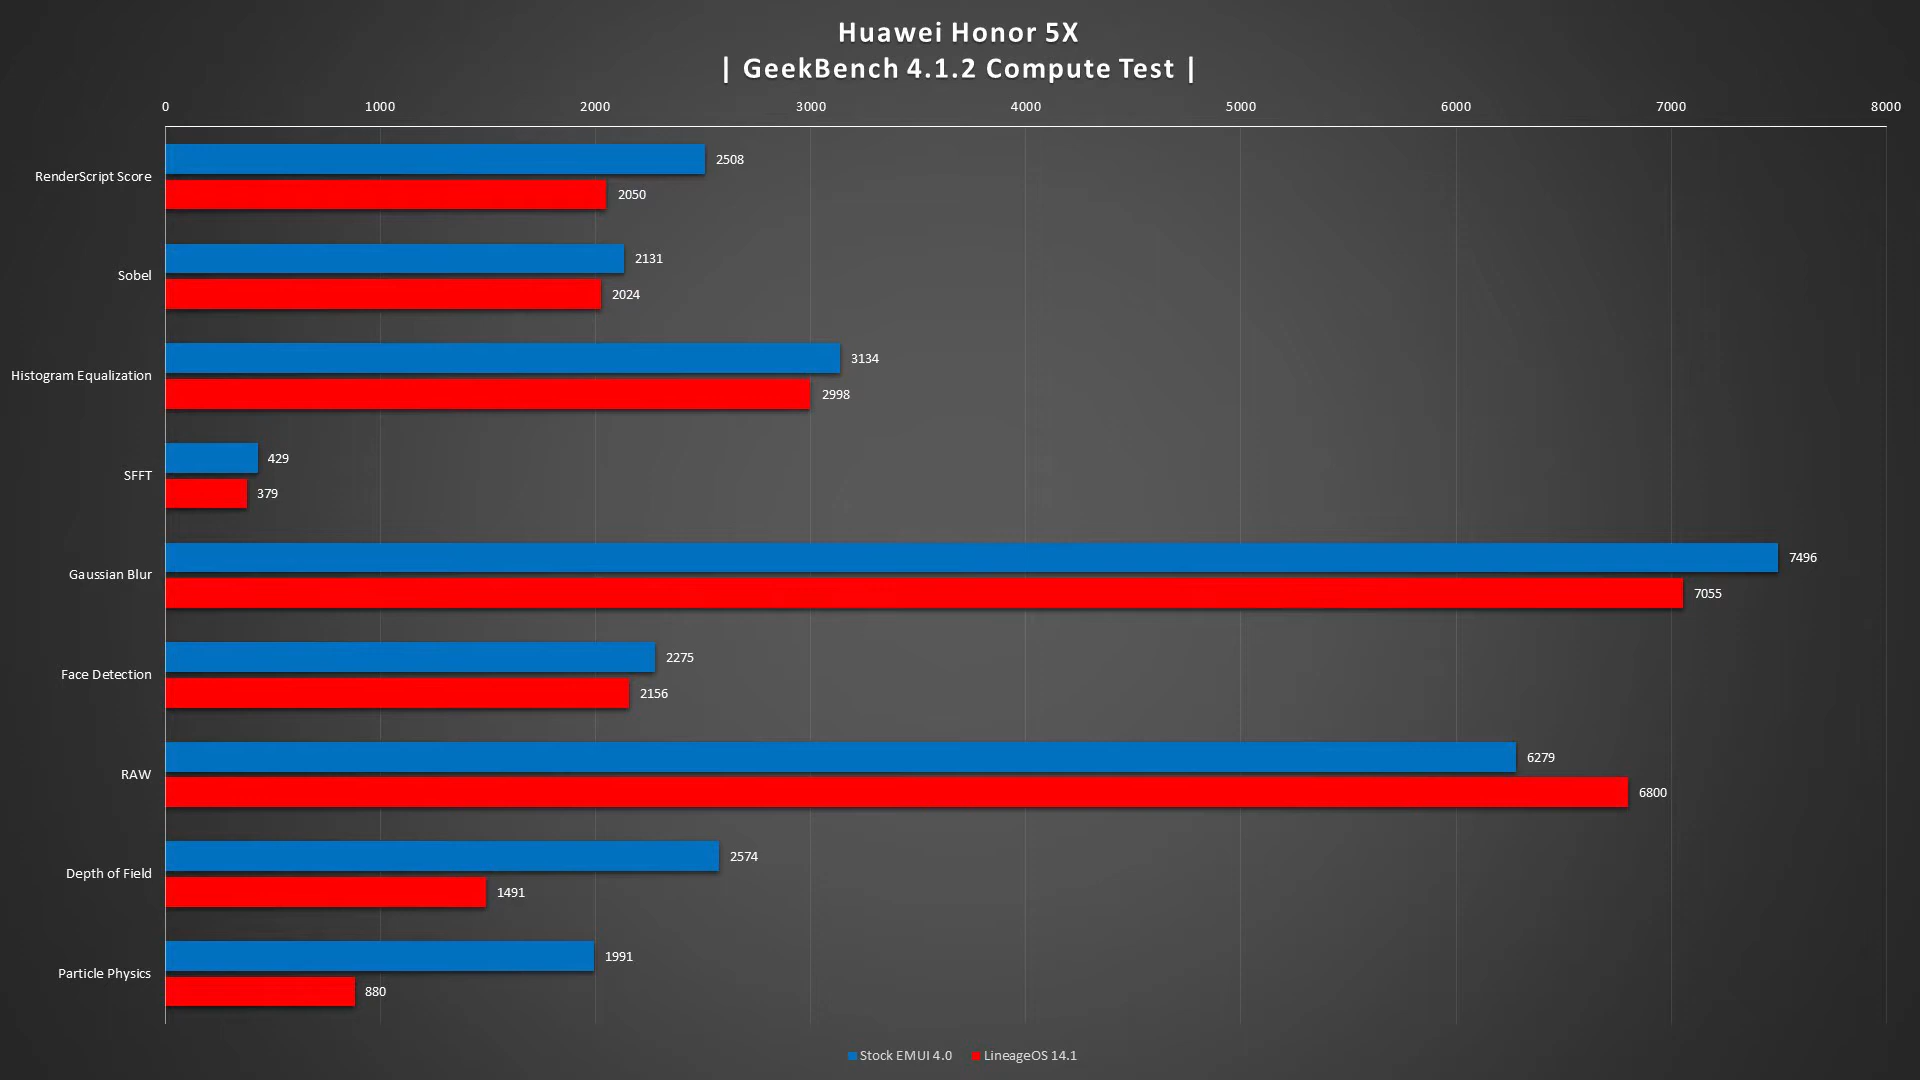 Huawei Honor 5X
| GeekBench 4.1.2 Compute Test |
0 1000 2000 3000 4000 5000 6000 7000 8000
RenderScript Score
2508
2050
Sobel
2131
2024
Histogram Equalization
3134
2998
SFFT
429
379
Gaussian Blur
7496
7055
Face Detection
2275
2156
RAW
6279
6800
Depth of Field
2574
1491
Particle Physics
1991
880
Stock EMUI 4.0 LineageOS 14.1